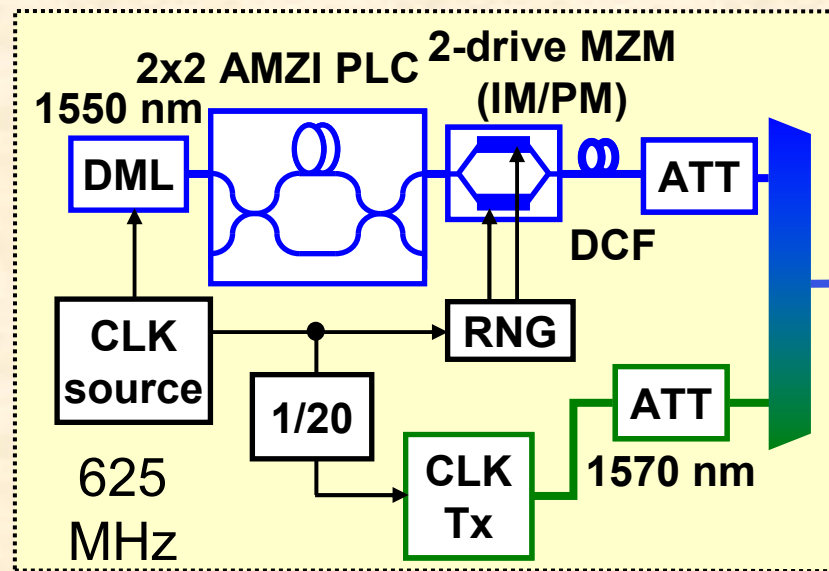 2x2 AMZI PLC
2-drive MZM
(IM/PM)
1550 nm
DML
ATT
DCF
CLK
source
RNG
1/20
ATT
CLK
Tx
1570 nm
625
MHz